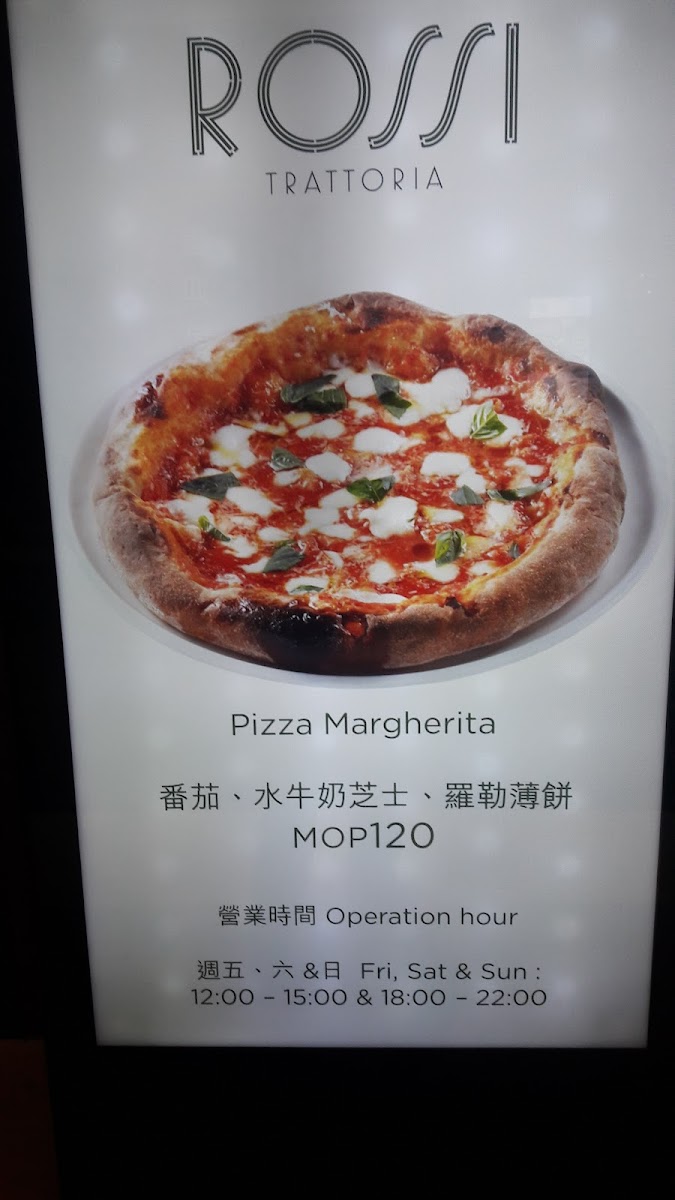 ROSSI
TRATTORIA
Pizza Margherita
番茄、水牛奶芝士、羅勒薄餅
MOP120
營業時間 Operation hour
週五、六 &日 Fri, Sat & Sun :
12:00 – 15:00 & 18:00 – 22:00